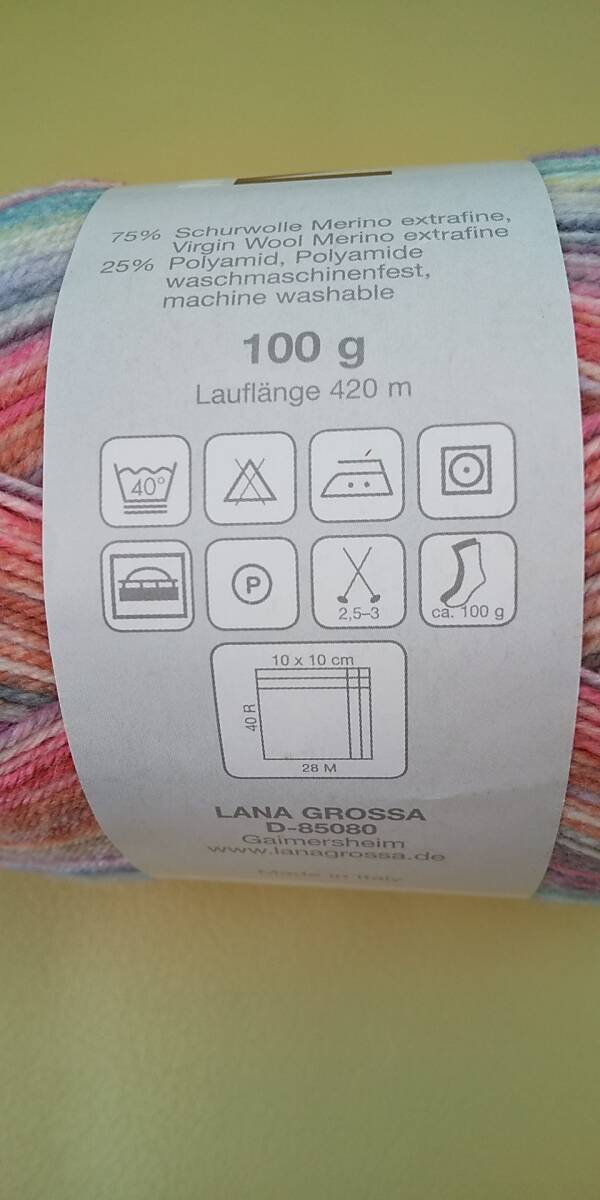 75% Schurwolle Merino extrafine,
Virgin Wool Merino extrafine
25% Polyamid, Polyamide
waschmaschinenfest,
machine washable
100 g
Lauflänge 420 m
40°
P
2,5–3
ca. 100 g
10 x 10 cm
40 R
28 M
LANA GROSSA
D-85080
Gaimersheim
www.lanagrossa.de
Made in Italy